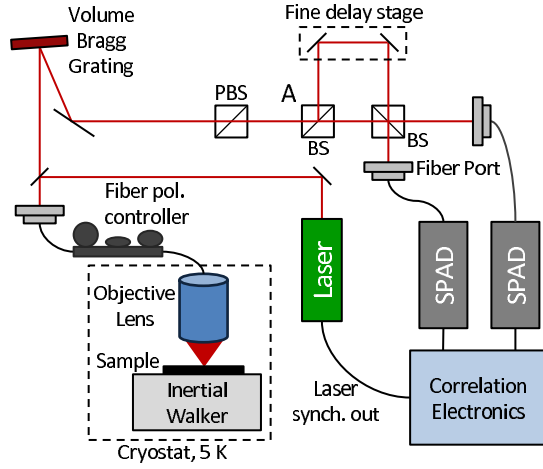 Volume
Bragg
Grating
Fine delay stage
PBS
A
BS
BS
Fiber Port
Fiber pol.
controller
Laser
SPAD
SPAD
Objective
Lens
Sample
Inertial
Walker
Cryostat, 5 K
Laser
synch. out
Correlation
Electronics